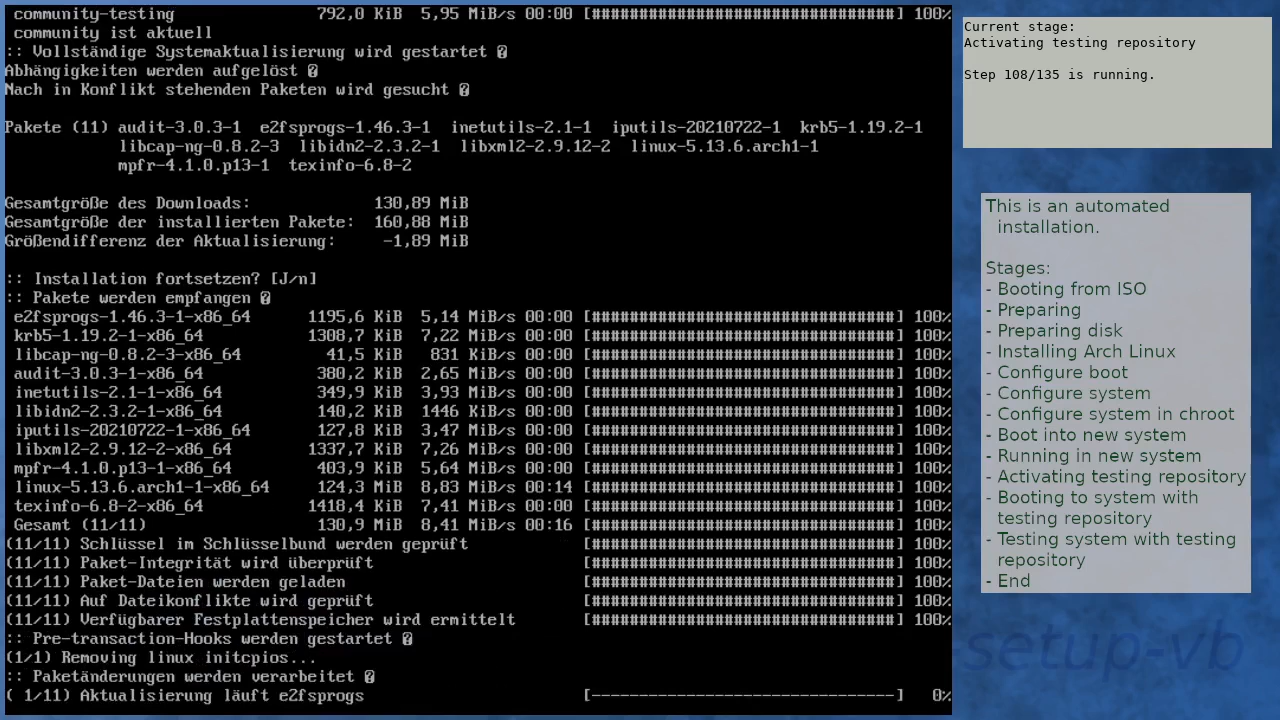 community-testing 792,0 KiB 5,95 MiB/s 00:00 [################################] 100%
community ist aktuell
:: Vollständige Systemaktualisierung wird gestartet �
Abhängigkeiten werden aufgelöst �
Nach in Konflikt stehenden Paketen wird gesucht �
Pakete (11) audit-3.0.3-1 e2fsprogs-1.46.3-1 inetutils-2.1-1 iputils-20210722-1 krb5-1.19.2-1
libcap-ng-0.8.2-3 libidn2-2.3.2-1 libxml2-2.9.12-2 linux-5.13.6.arch1-1
mpfr-4.1.0.p13-1 texinfo-6.8-2
Gesamtgröße des Downloads: 130,89 MiB
Gesamtgröße der installierten Pakete: 160,88 MiB
Größendifferenz der Aktualisierung: -1,89 MiB
:: Installation fortsetzen? [J/n]
:: Pakete werden empfangen �
e2fsprogs-1.46.3-1-x86_64 1195,6 KiB 5,14 MiB/s 00:00 [################################] 100%
krb5-1.19.2-1-x86_64 1308,7 KiB 7,22 MiB/s 00:00 [################################] 100%
libcap-ng-0.8.2-3-x86_64 41,5 KiB 831 KiB/s 00:00 [################################] 100%
audit-3.0.3-1-x86_64 380,2 KiB 2,65 MiB/s 00:00 [################################] 100%
inetutils-2.1-1-x86_64 349,9 KiB 3,93 MiB/s 00:00 [################################] 100%
libidn2-2.3.2-1-x86_64 140,2 KiB 1446 KiB/s 00:00 [################################] 100%
iputils-20210722-1-x86_64 127,8 KiB 3,47 MiB/s 00:00 [################################] 100%
libxml2-2.9.12-2-x86_64 1337,7 KiB 7,26 MiB/s 00:00 [################################] 100%
mpfr-4.1.0.p13-1-x86_64 403,9 KiB 5,64 MiB/s 00:00 [################################] 100%
linux-5.13.6.arch1-1-x86_64 124,3 MiB 8,83 MiB/s 00:14 [################################] 100%
texinfo-6.8-2-x86_64 1418,4 KiB 7,41 MiB/s 00:00 [################################] 100%
Gesamt (11/11) 130,9 MiB 8,41 MiB/s 00:16 [################################] 100%
(11/11) Schlüssel im Schlüsselbund werden geprüft [################################] 100%
(11/11) Paket-Integrität wird überprüft [################################] 100%
(11/11) Paket-Dateien werden geladen [################################] 100%
(11/11) Auf Dateikonflikte wird geprüft [################################] 100%
(11/11) Verfügbarer Festplattenspeicher wird ermittelt [################################] 100%
:: Pre-transaction-Hooks werden gestartet �
(1/1) Removing linux initcpios...
:: Paketänderungen werden verarbeitet �
( 1/11) Aktualisierung läuft e2fsprogs [--------------------------------] 0%
Current stage:
Activating testing repository
Step 108/135 is running.
This is an automated
installation.
Stages:
- Booting from ISO
- Preparing
- Preparing disk
- Installing Arch Linux
- Configure boot
- Configure system
- Configure system in chroot
- Boot into new system
- Running in new system
- Activating testing repository
- Booting to system with
testing repository
- Testing system with testing
repository
- End
setup-vb